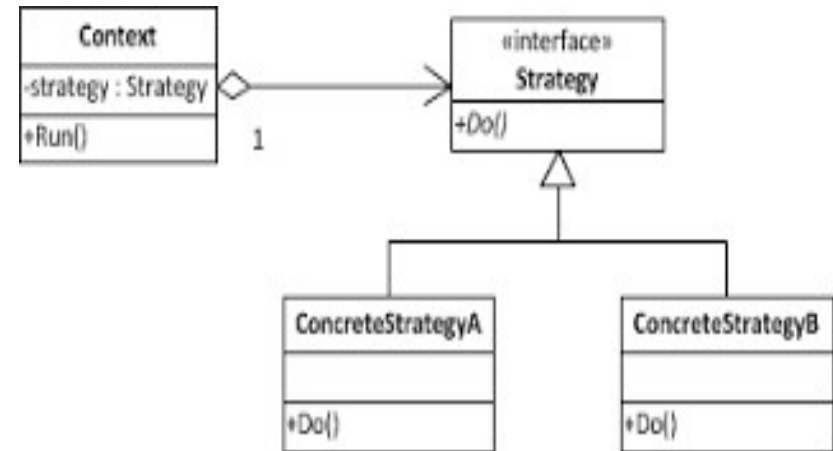 Context
-strategy : Strategy
+Run()
1
«interface»
Strategy
+Do()
ConcreteStrategyA
+Do()
ConcreteStrategyB
+Do()